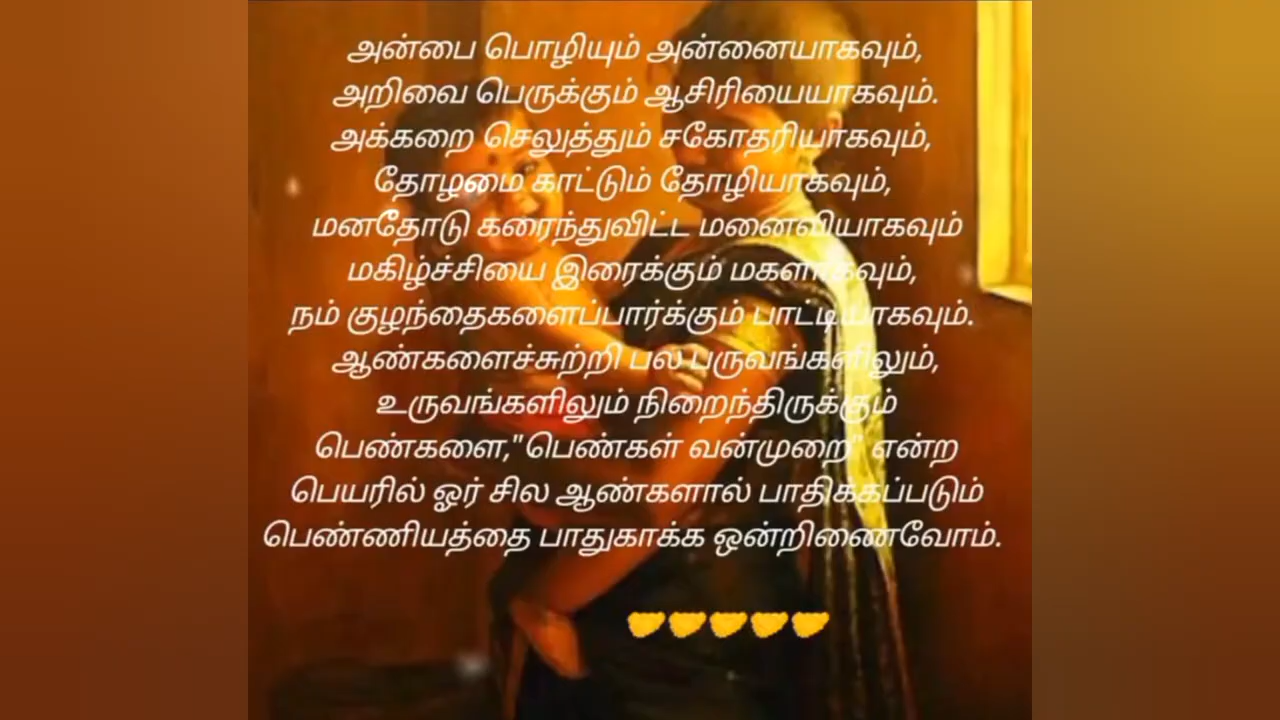 அன்பை பொழியும் அன்னையாகவும்,
அறிவை பெருக்கும் ஆசிரியையாகவும்.
அக்கறை செலுத்தும் சகோதரியாகவும்,
தோழமை காட்டும் தோழியாகவும்,
மனதோடு கரைந்துவிட்ட மனைவியாகவும்
மகிழ்ச்சியை இரைக்கும் மகளாகவும்,
நம் குழந்தைகளைப்பார்க்கும் பாட்டியாகவும்.
ஆண்களைச்சுற்றி பல பருவங்களிலும்,
உருவங்களிலும் நிறைந்திருக்கும்
பெண்களை,"பெண்கள் வன்முறை" என்ற
பெயரில் ஓர் சில ஆண்களால் பாதிக்கப்படும்
பெண்ணியத்தை பாதுகாக்க ஒன்றிணைவோம்.
🤛🤛🤛🤛🤛